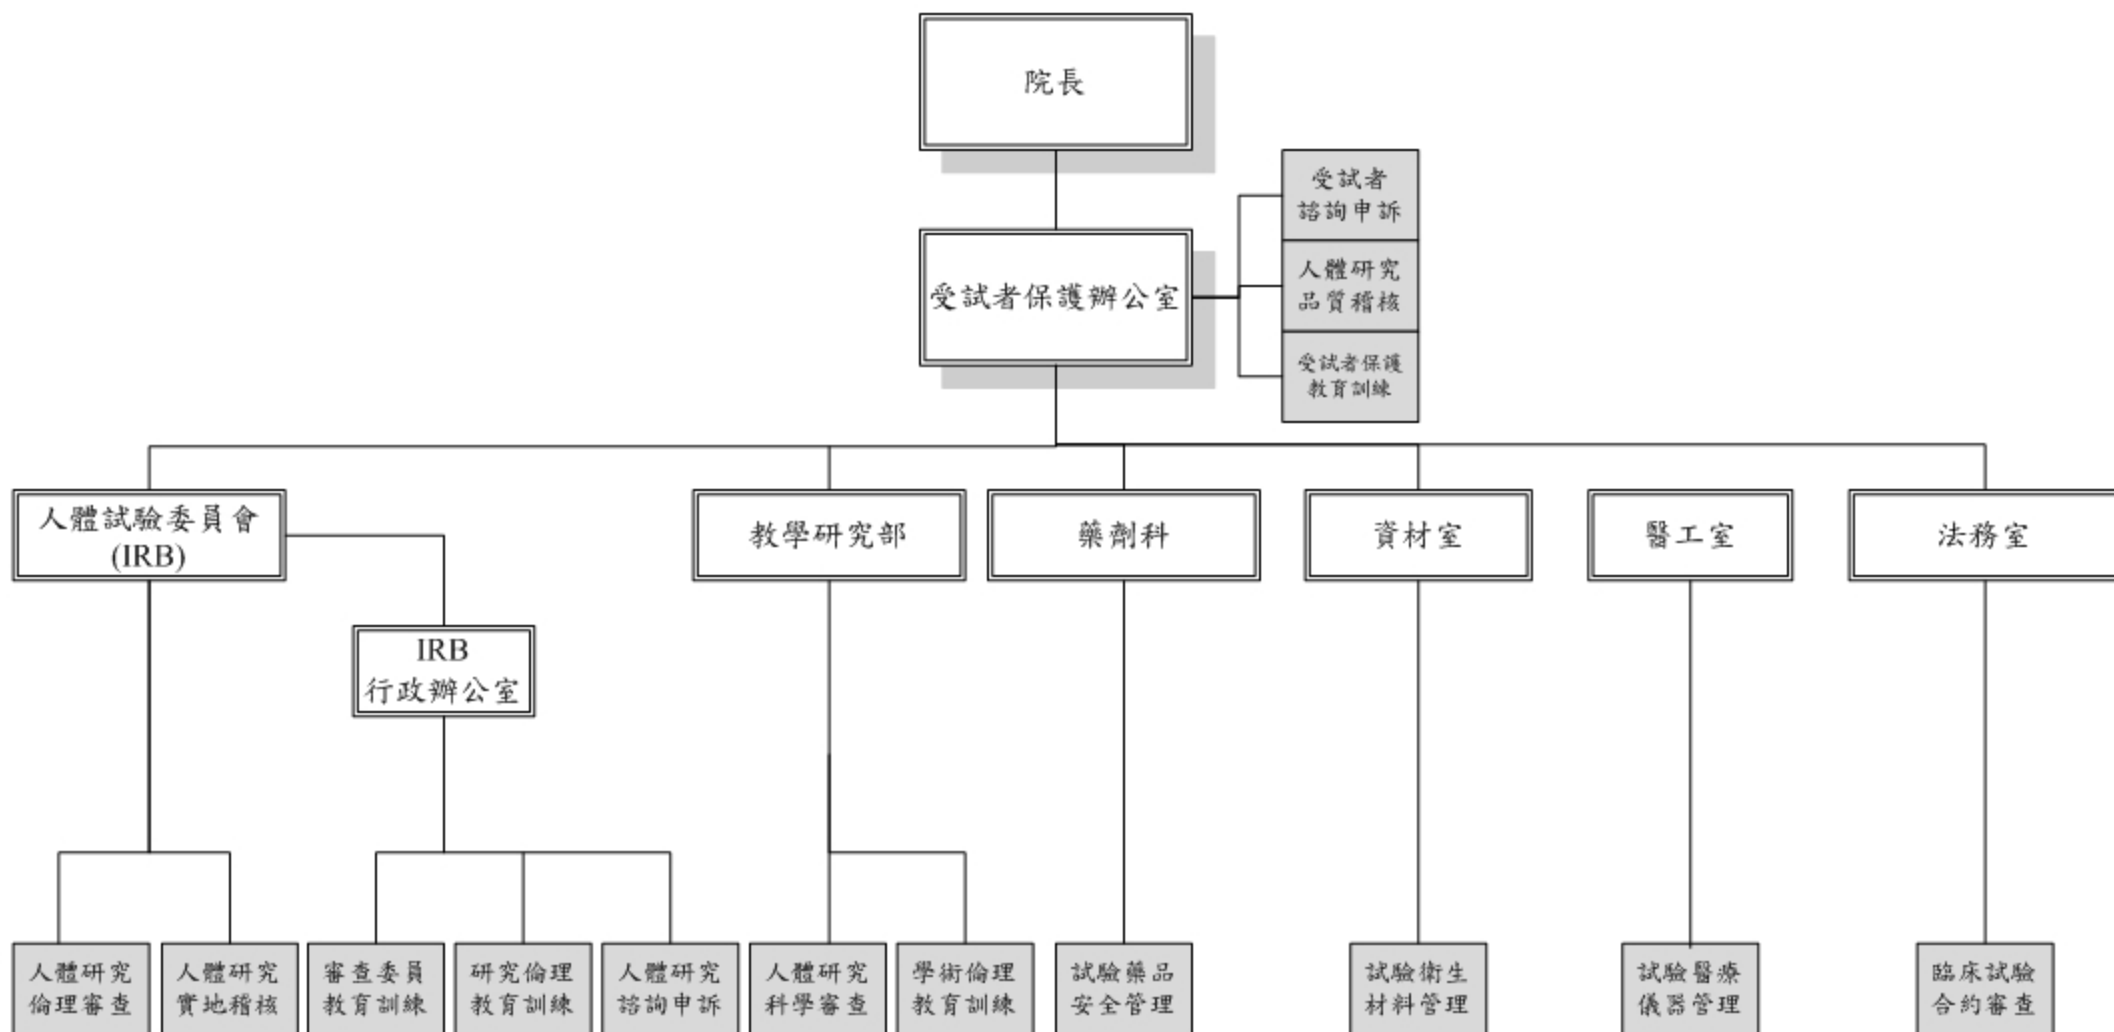 院長
受試者
諮詢申訴
受試者保護辦公室
人體研究
品質稽核
受試者保護
教育訓練
人體試驗委員會
(IRB)
教學研究部
藥劑科
資材室
醫工室
法務室
IRB
行政辦公室
人體研究
倫理審查
人體研究
實地稽核
審查委員
教育訓練
研究倫理
教育訓練
人體研究
諮詢申訴
人體研究
科學審查
學術倫理
教育訓練
試驗藥品
安全管理
試驗衛生
材料管理
試驗醫療
儀器管理
臨床試驗
合約審查